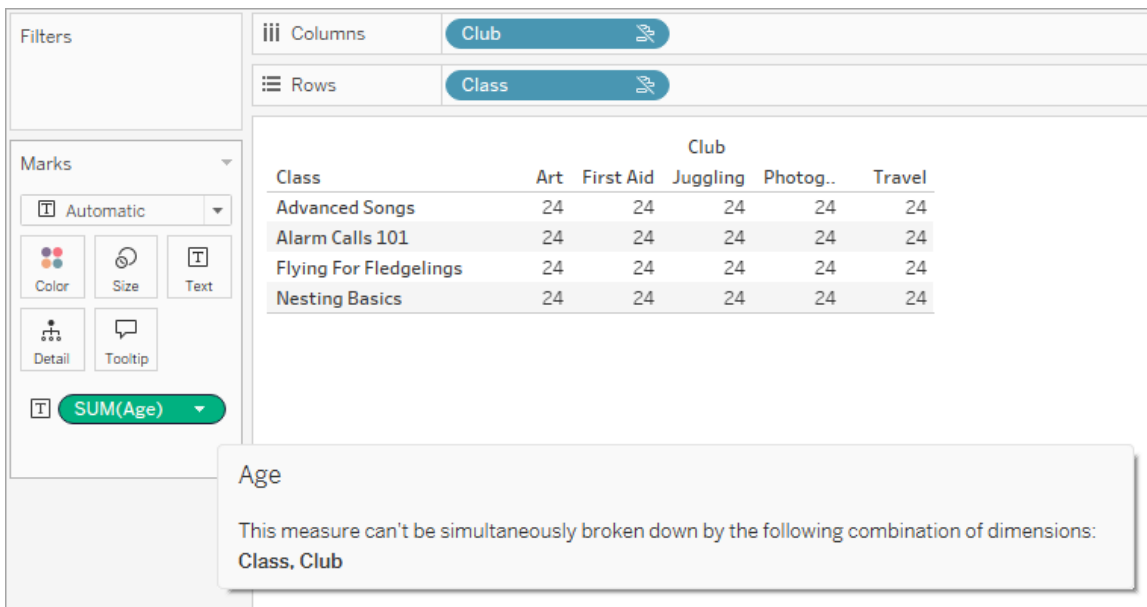 Filters
Columns
Club
Rows
Class
Marks
Automatic
Color
Size
Text
Detail
Tooltip
SUM(Age)
Club
Class Art First Aid Juggling Photog.. Travel
Advanced Songs 24 24 24 24 24
Alarm Calls 101 24 24 24 24 24
Flying For Fledgelings 24 24 24 24 24
Nesting Basics 24 24 24 24 24
Age
This measure can't be simultaneously broken down by the following combination of dimensions:
Class, Club